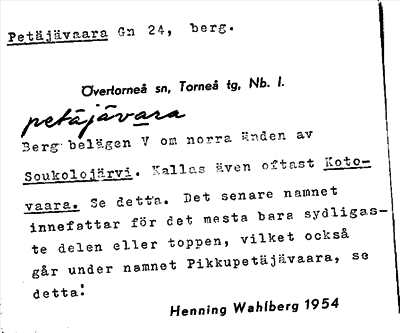 Petäjävaara Gn 24, berg.
Övertorneå sn, Torneå tg, Nb. l.
petäjävara
Berg belägen V om norra änden av
Soukolojärvi. Kallas även oftast Koto-
vaara. Se detta. Det senare namnet
innefattar för det mesta bara sydligas-
te delen eller toppen, vilket också
går under namnet Pikkupetäjävaara, se
detta!
Henning Wahlberg 1954